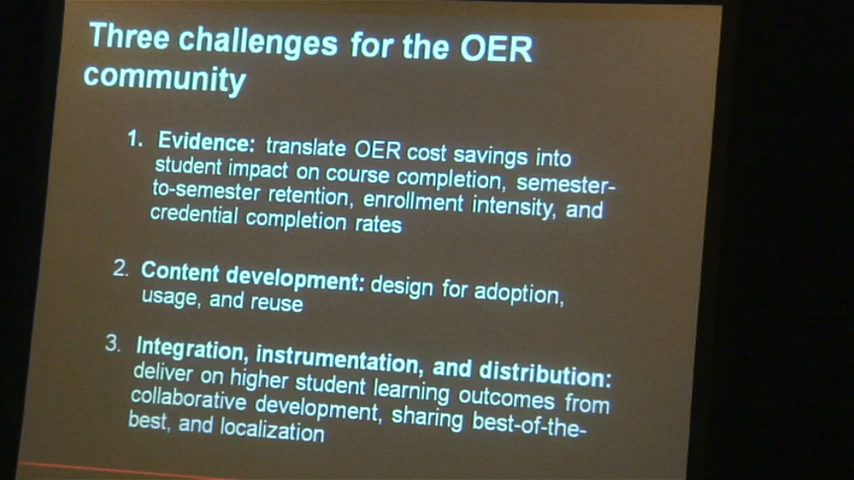 Three challenges for the OER
community
1. Evidence: translate OER cost savings into
student impact on course completion, semester-
to-semester retention, enrollment intensity, and
credential completion rates
2. Content development: design for adoption,
usage, and reuse
3. Integration, instrumentation, and distribution:
deliver on higher student learning outcomes from
collaborative development, sharing best-of-the-
best, and localization